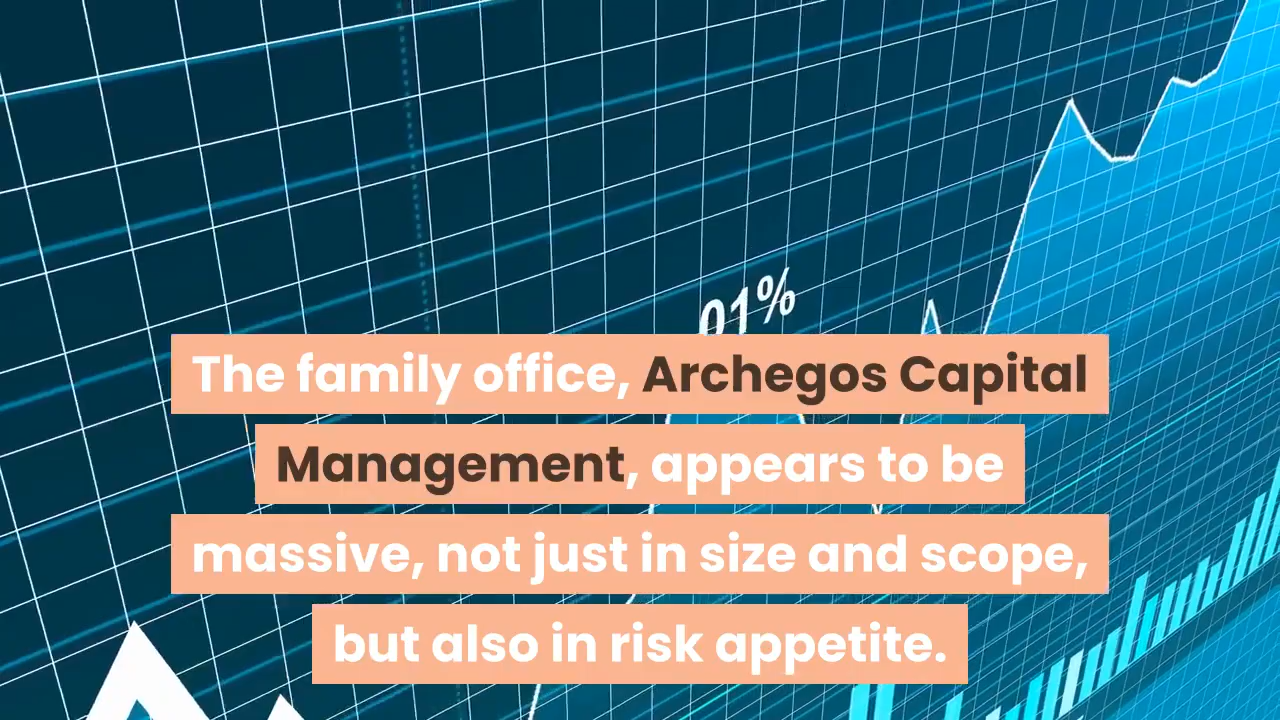 01%
The family office, Archegos Capital
Management, appears to be
massive, not just in size and scope,
but also in risk appetite.